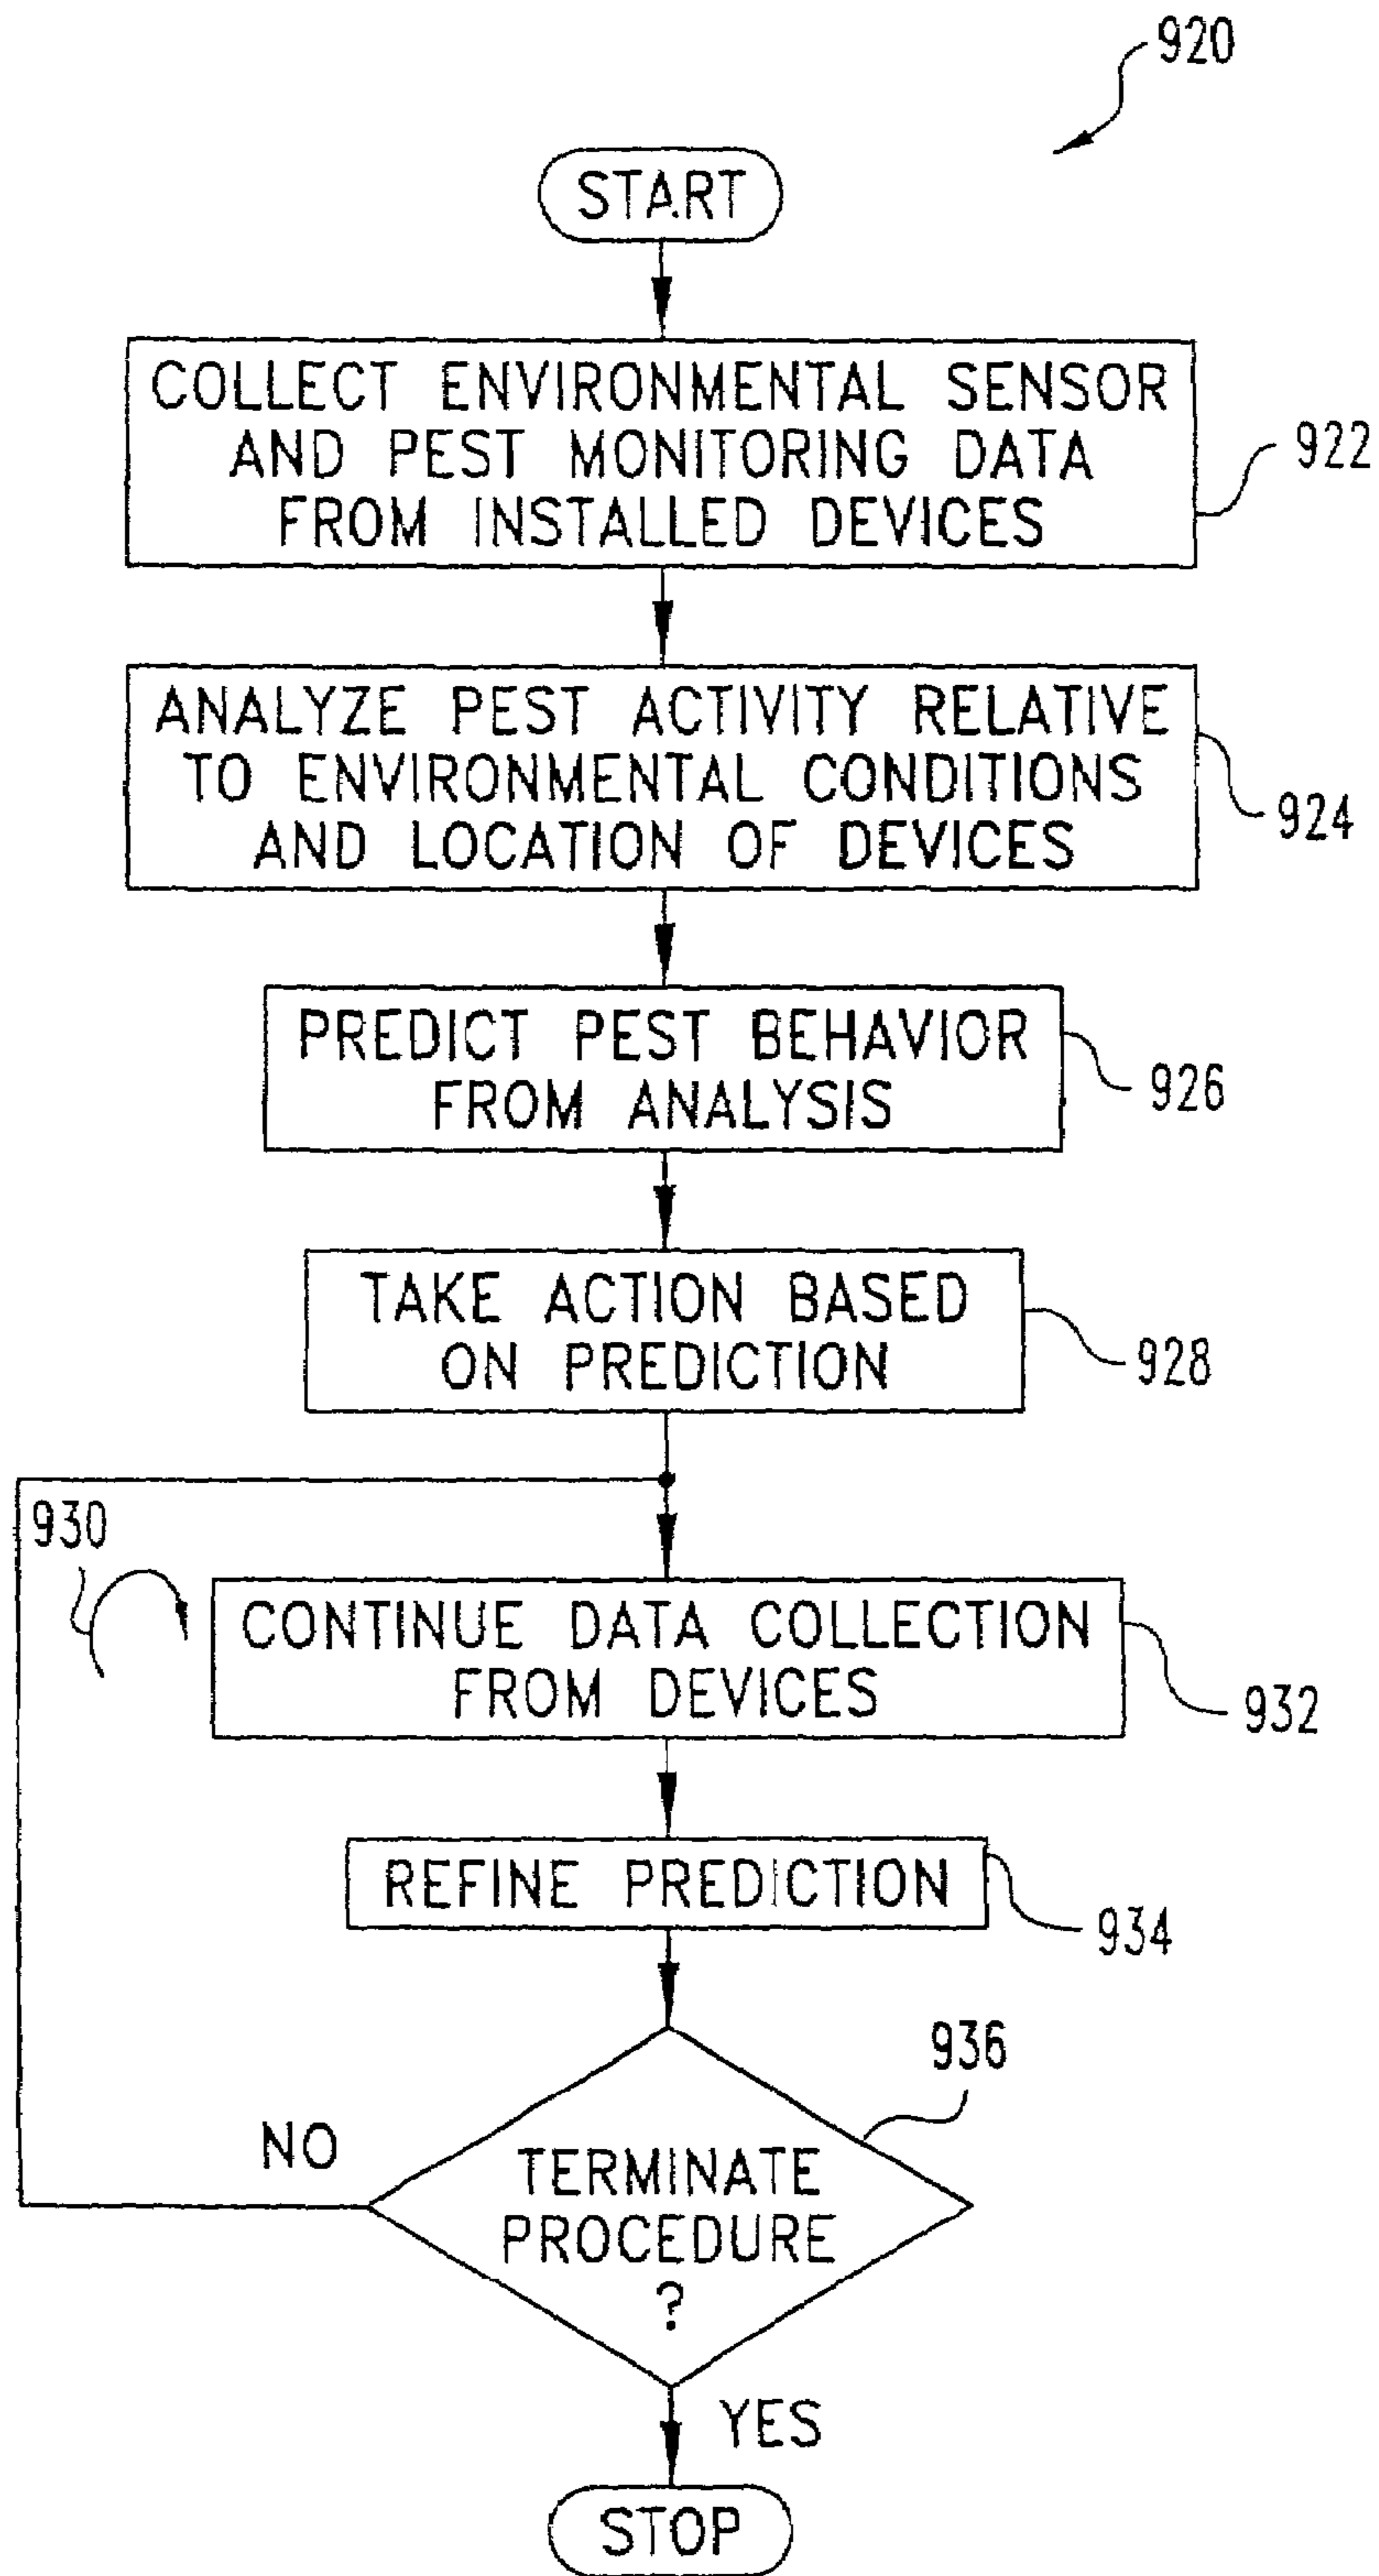 920
START
COLLECT ENVIRONMENTAL SENSOR
AND PEST MONITORING DATA
FROM INSTALLED DEVICES
922
ANALYZE PEST ACTIVITY RELATIVE
TO ENVIRONMENTAL CONDITIONS
AND LOCATION OF DEVICES
924
PREDICT PEST BEHAVIOR
FROM ANALYSIS
926
TAKE ACTION BASED
ON PREDICTION
928
930
CONTINUE DATA COLLECTION
FROM DEVICES
932
REFINE PREDICTION
934
936
NO
TERMINATE
PROCEDURE
?
YES
STOP